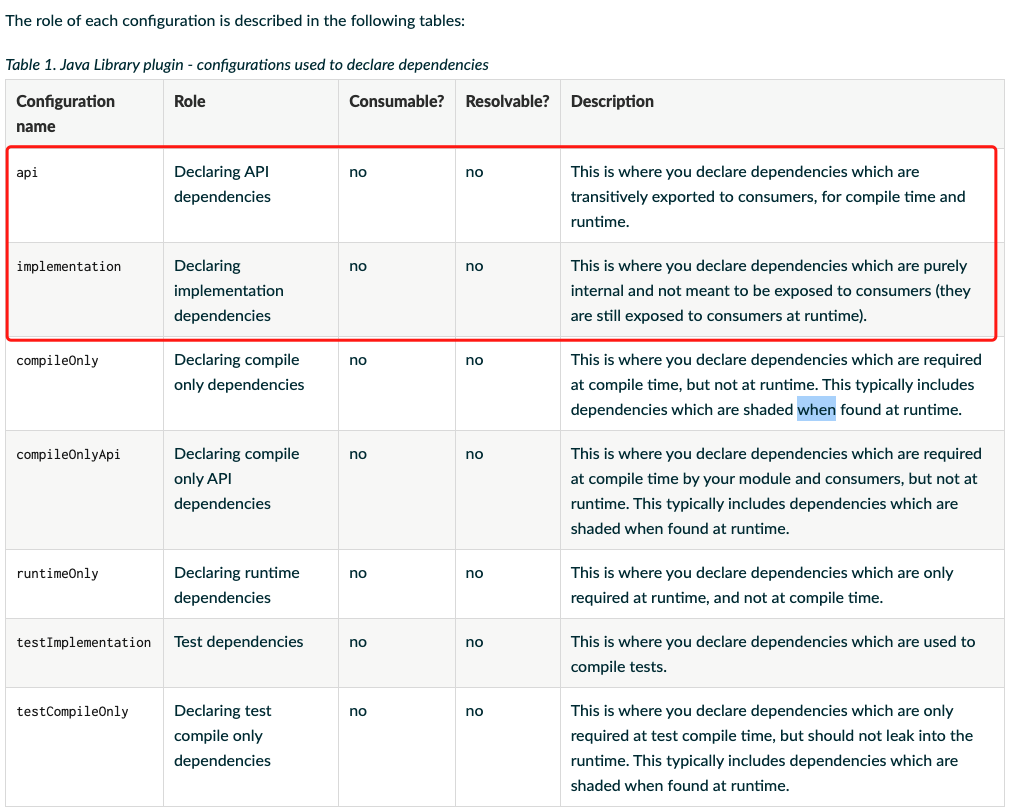 The role of each configuration is described in the following tables:
Table 1. Java Library plugin - configurations used to declare dependencies
Configuration name Role Consumable? Resolvable? Description
api Declaring API dependencies no no This is where you declare dependencies which are
transitively exported to consumers, for compile time and
runtime.
implementation Declaring implementation dependencies no no This is where you declare dependencies which are purely
internal and not meant to be exposed to consumers (they
are still exposed to consumers at runtime).
compileOnly Declaring compile only dependencies no no This is where you declare dependencies which are required
at compile time, but not at runtime. This typically includes
dependencies which are shaded when found at runtime.
compileOnlyApi Declaring compile only API dependencies no no This is where you declare dependencies which are required
at compile time by your module and consumers, but not at
runtime. This typically includes dependencies which are
shaded when found at runtime.
runtimeOnly Declaring runtime dependencies no no This is where you declare dependencies which are only
required at runtime, and not at compile time.
testImplementation Test dependencies no no This is where you declare dependencies which are used to
compile tests.
testCompileOnly Declaring test compile only dependencies no no This is where you declare dependencies which are only
required at test compile time, but should not leak into the
runtime. This typically includes dependencies which are
shaded when found at runtime.